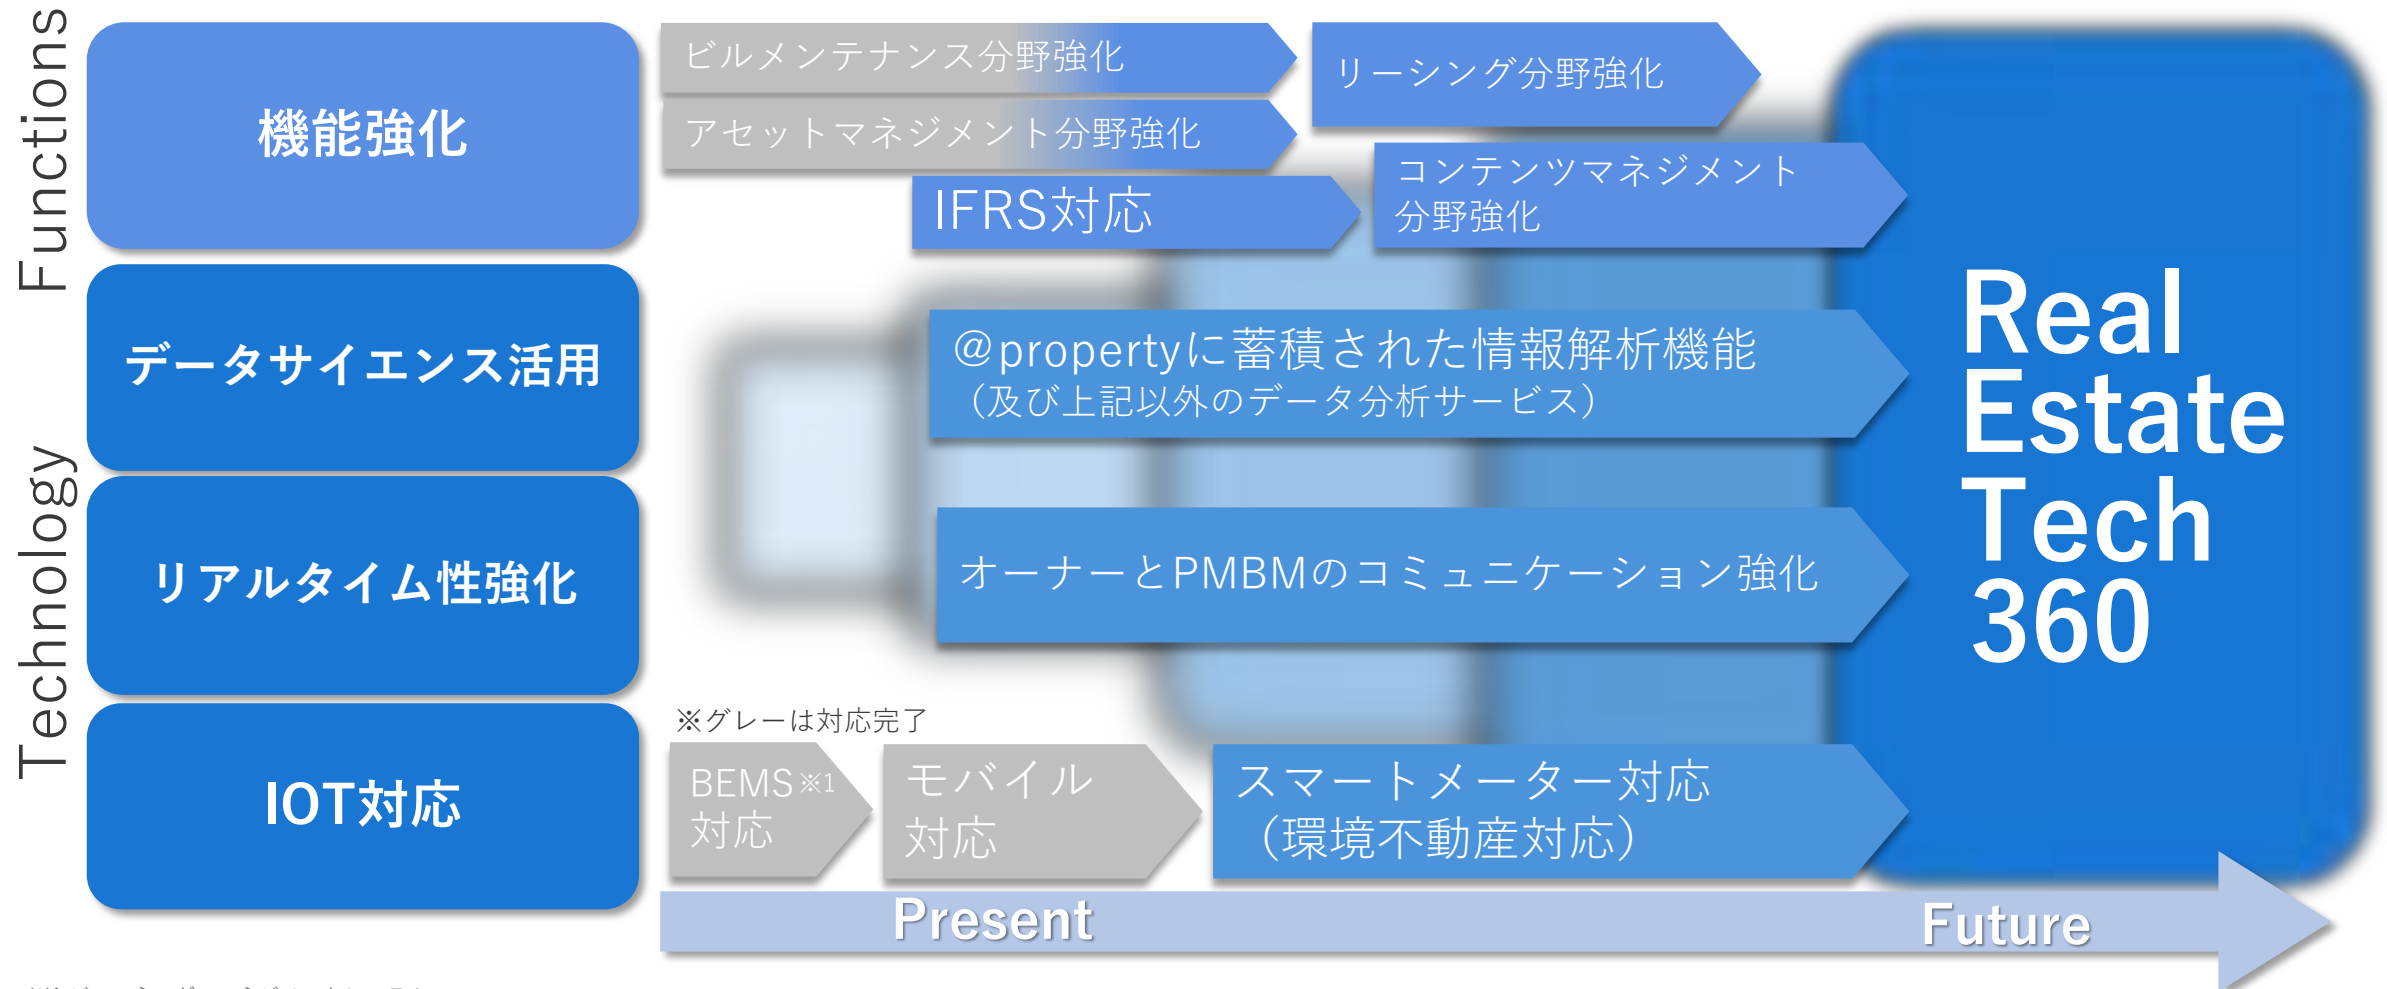 Functions
機能強化
ビルメンテナンス分野強化
アセットマネジメント分野強化
IFRS対応
リーシング分野強化
コンテンツマネジメント
分野強化
Technology
データサイエンス活用
@propertyに蓄積された情報解析機能
（及び上記以外のデータ分析サービス）
リアルタイム性強化
オーナーとPMBMのコミュニケーション強化
IOT対応
※グレーは対応完了
BEMS※1
対応
モバイル
対応
スマートメーター対応
（環境不動産対応）
Real
Estate
Tech
360
Present
Future